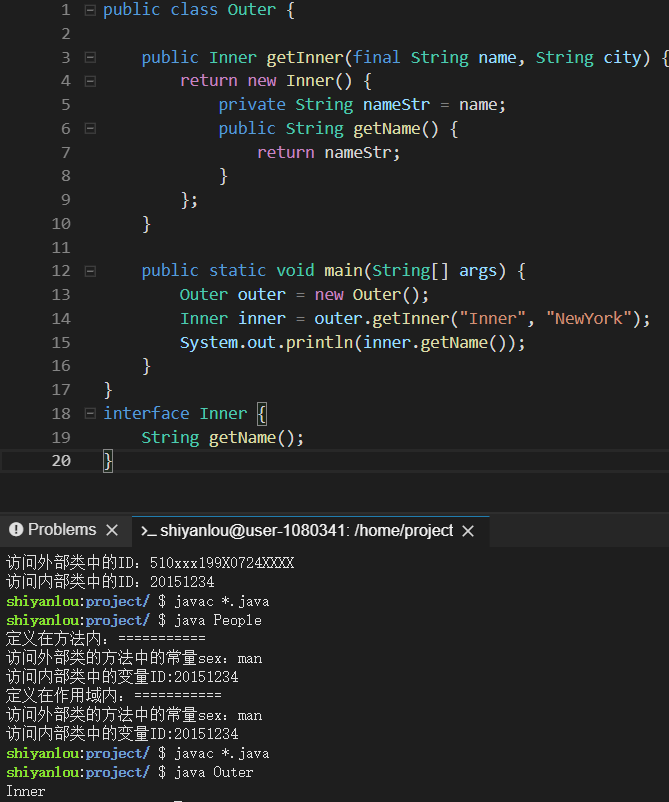 1 public class Outer {
2
3 public Inner getInner(final String name, String city) {
4 return new Inner() {
5 private String nameStr = name;
6 public String getName() {
7 return nameStr;
8 }
9 };
10 }
11
12 public static void main(String[] args) {
13 Outer outer = new Outer();
14 Inner inner = outer.getInner("Inner", "NewYork");
15 System.out.println(inner.getName());
16 }
17 }
18 interface Inner {
19 String getName();
20 }
Problems × >_ shiyanlou@user-1080341: /home/project ×
访问外部类中的ID：510xxx199X0724XXXX
访问内部类中的ID：20151234
shiyanlou:project/ $ javac *.java
shiyanlou:project/ $ java People
定义在方法内：===========
访问外部类的方法中的常量sex：man
访问内部类中的变量ID:20151234
定义在作用域内：===========
访问外部类的方法中的常量sex：man
访问内部类中的变量ID:20151234
shiyanlou:project/ $ javac *.java
shiyanlou:project/ $ java Outer
Inner